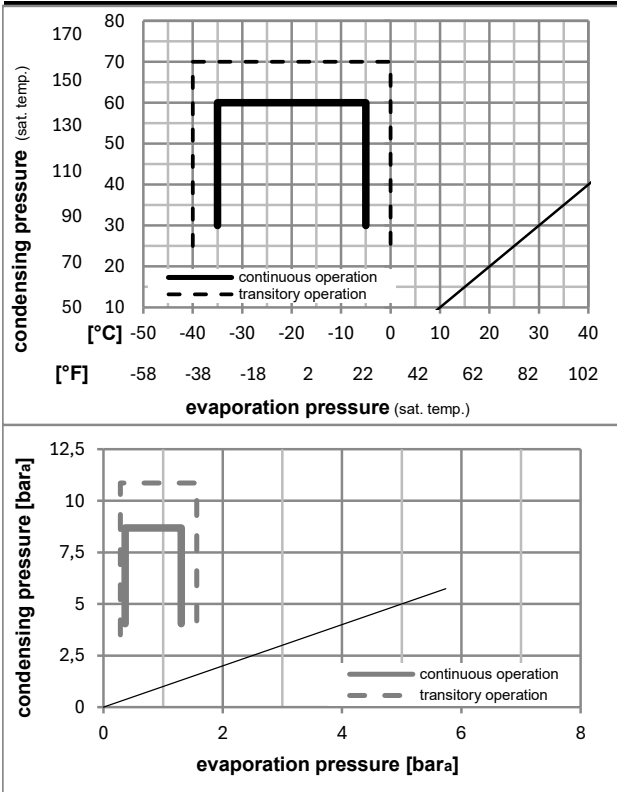 170 80
70
150 60
130 50
110 40
90 30
70 20
50 10
condensing pressure (sat. temp.)
continuous operation
transitory operation
[°C] -50 -40 -30 -20 -10 0 10 20 30 40
[°F] -58 -38 -18 2 22 42 62 82 102
evaporation pressure (sat. temp.)
12,5
10
7,5
5
2,5
0
condensing pressure [bara]
continuous operation
transitory operation
0 2 4 6 8
evaporation pressure [bara]